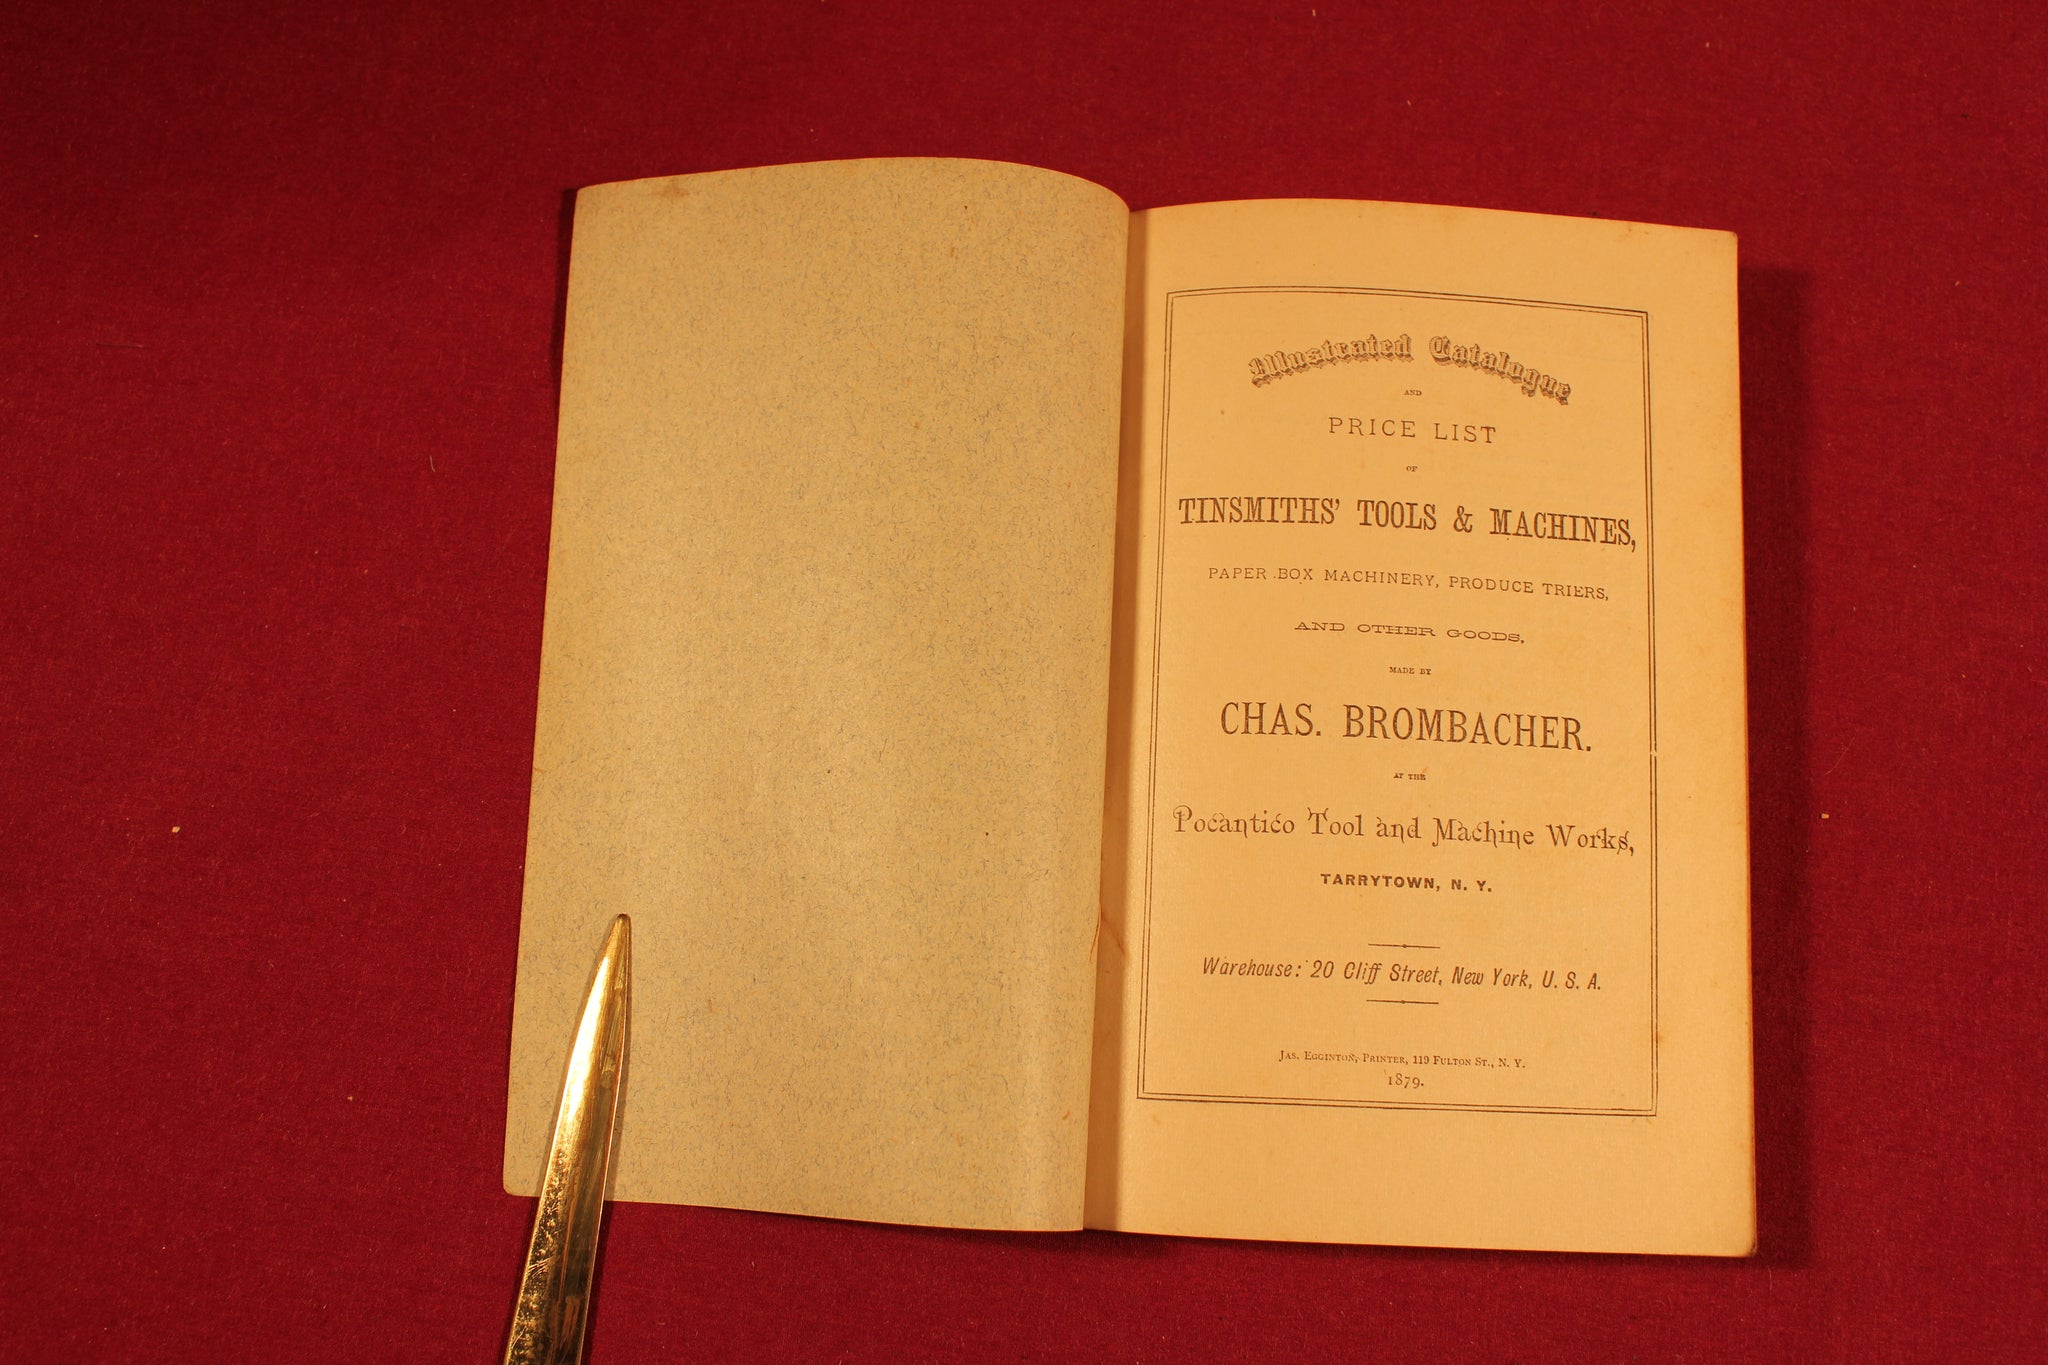 Illustrated Catalogue
AND
PRICE LIST
OF
TINSMITHS' TOOLS & MACHINES,
PAPER BOX MACHINERY, PRODUCE TRIERS,
AND OTHER GOODS,
MADE BY
CHAS. BROMBACHER.
AT THE
Pocantico Tool and Machine Works,
TARRYTOWN, N. Y.
Warehouse: 20 Cliff Street, New York, U. S. A.
JAS. EGGINTON, PRINTER, 119 FULTON ST., N. Y.
1879.